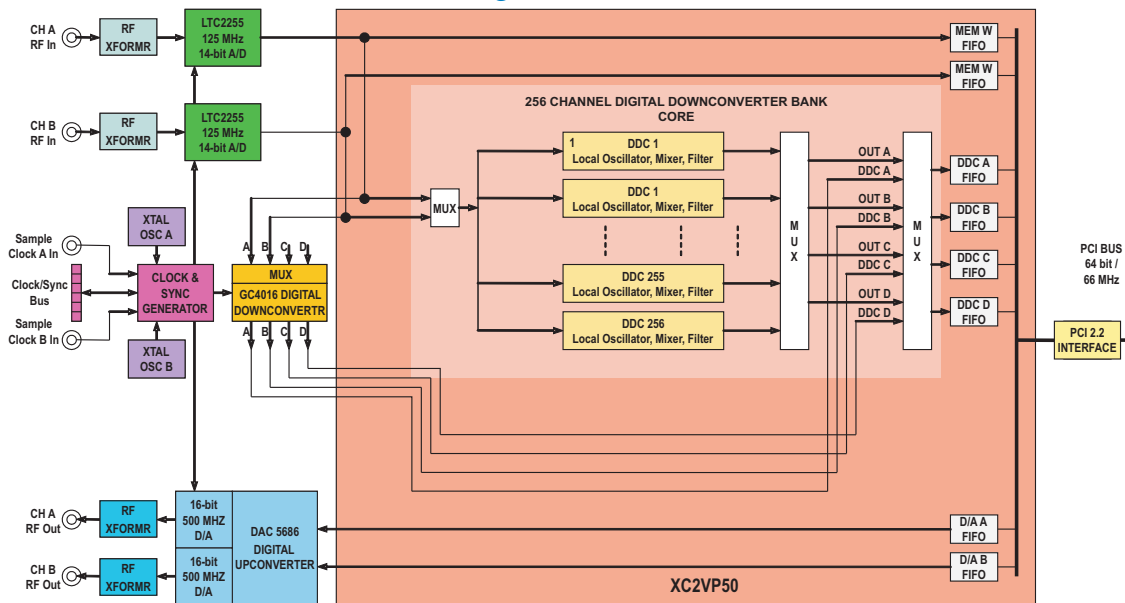 CH A
RF In
RF
XFORMR
LTC2255
125 MHz
14-bit A/D
MEM W
FIFO
MEM W
FIFO
CH B
RF In
RF
XFORMR
LTC2255
125 MHz
14-bit A/D
256 CHANNEL DIGITAL DOWNCONVERTER BANK
CORE
1
DDC 1
Local Oscillator, Mixer, Filter
DDC 1
Local Oscillator, Mixer, Filter
DDC 255
Local Oscillator, Mixer, Filter
DDC 256
Local Oscillator, Mixer, Filter
MUX
M
U
X
OUT A
DDC A
OUT B
DDC B
OUT C
DDC C
OUT D
DDC D
M
U
X
DDC A
FIFO
DDC B
FIFO
DDC C
FIFO
DDC D
FIFO
PCI BUS
64 bit /
66 MHz
PCI 2.2
INTERFACE
XTAL
OSC A
Sample
Clock A In
Clock/Sync
Bus
Sample
Clock B In
CLOCK &
SYNC
GENERATOR
XTAL
OSC B
A B C D
MUX
GC4016 DIGITAL
DOWNCONVERTR
A B C D
CH A
RF Out
RF
XFORMR
16-bit
500 MHZ
D/A
CH B
RF Out
RF
XFORMR
16-bit
500 MHZ
D/A
DAC 5686
DIGITAL
UPCONVERTER
D/A A
FIFO
D/A B
FIFO
XC2VP50